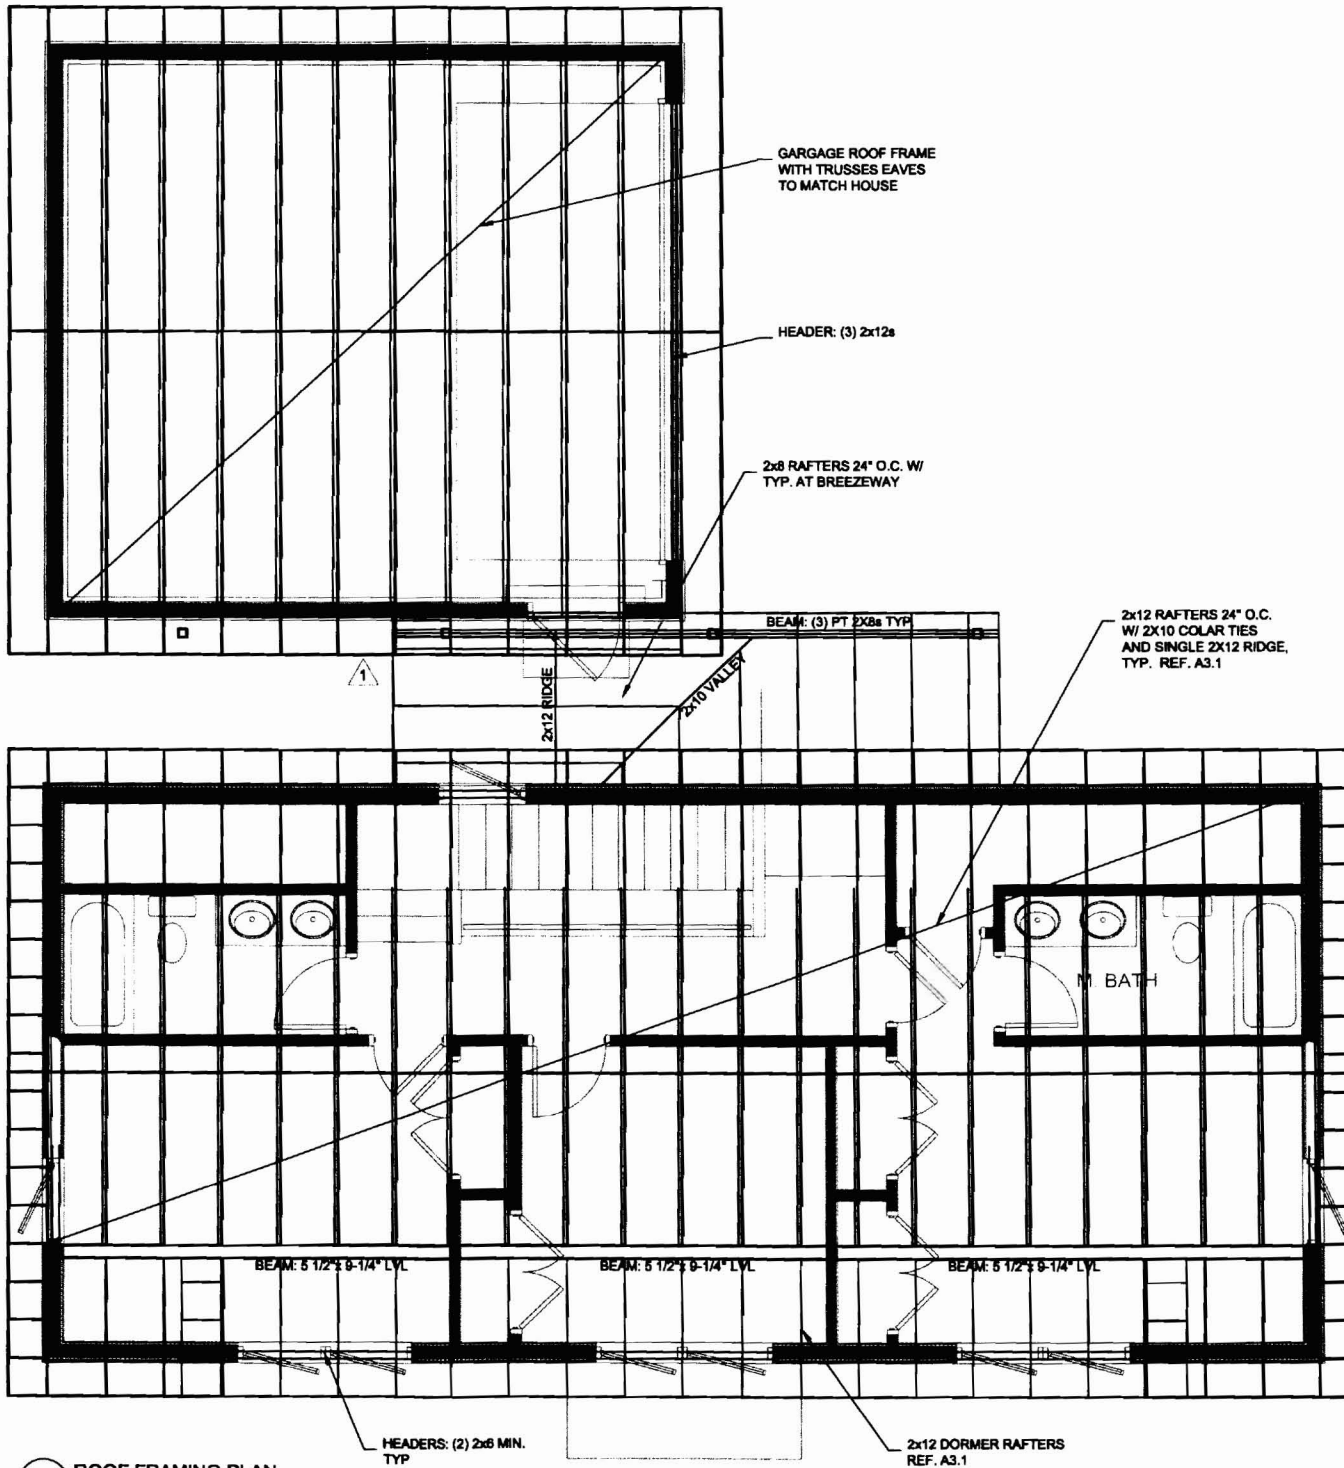 GARGAGE ROOF FRAME
WITH TRUSSES EAVES
TO MATCH HOUSE
HEADER: (3) 2x12s
2x8 RAFTERS 24" O.C. W/
TYP. AT BREEZEWAY
BEAM: (3) PT 2X8s TYP
2x12 RAFTERS 24" O.C.
W/ 2X10 COLAR TIES
AND SINGLE 2X12 RIDGE,
TYP. REF. A3.1
1
2x12 RIDGE
2x10 VALLEY
M. BATH
BEAM: 5 1/2" x 9-1/4" LVL
BEAM: 5 1/2" x 9-1/4" LVL
BEAM: 5 1/2" x 9-1/4" LVL
HEADERS: (2) 2x6 MIN.
TYP
2x12 DORMER RAFTERS
REF. A3.1
ROOF FRAMING PLAN